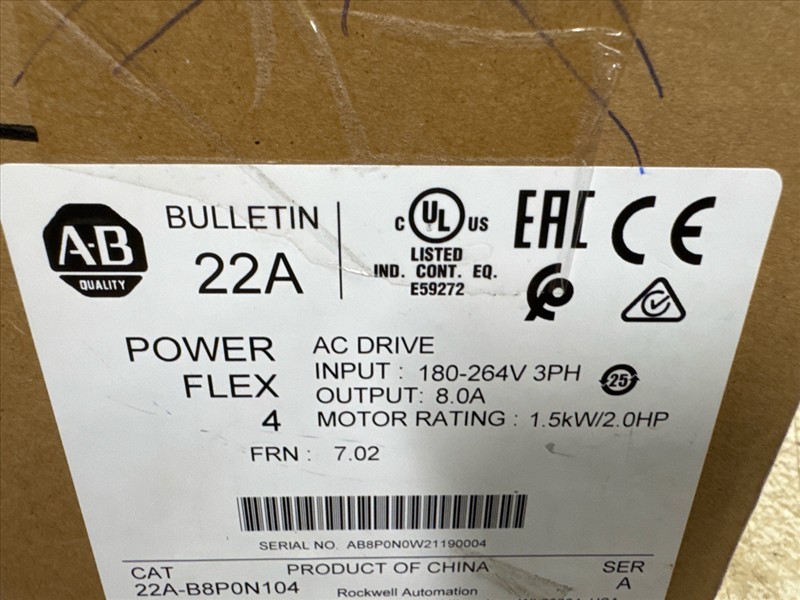 A-B
QUALITY
BULLETIN
22A
C UL US
LISTED
IND. CONT. EQ.
E59272
EAC
CE
POWER
FLEX
4
AC DRIVE
INPUT : 180-264V 3PH
25
OUTPUT: 8.0A
MOTOR RATING : 1.5kW/2.0HP
FRN : 7.02
SERIAL NO. AB8P0N0W21190004
CAT
22A-B8P0N104
PRODUCT OF CHINA
Rockwell Automation
SER
A